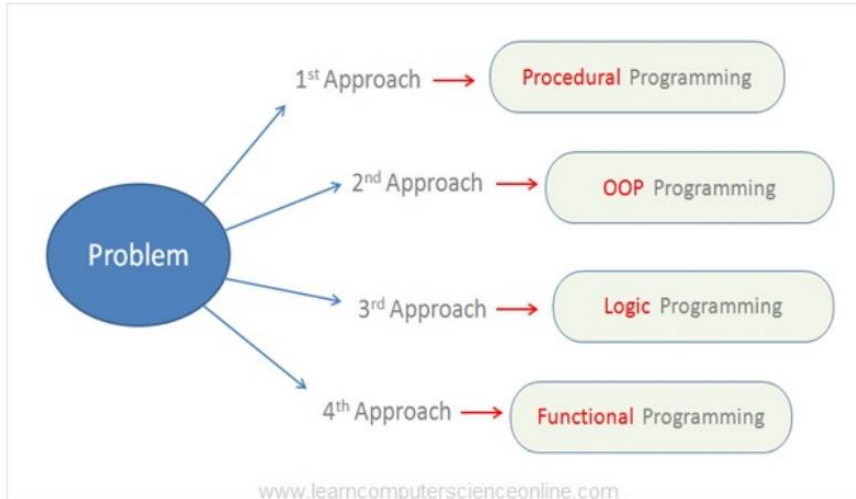 1st Approach
Procedural Programming
2nd Approach
OOP Programming
Problem
3rd Approach
Logic Programming
4th Approach
Functional Programming
www.learncomputerscienceonline.com